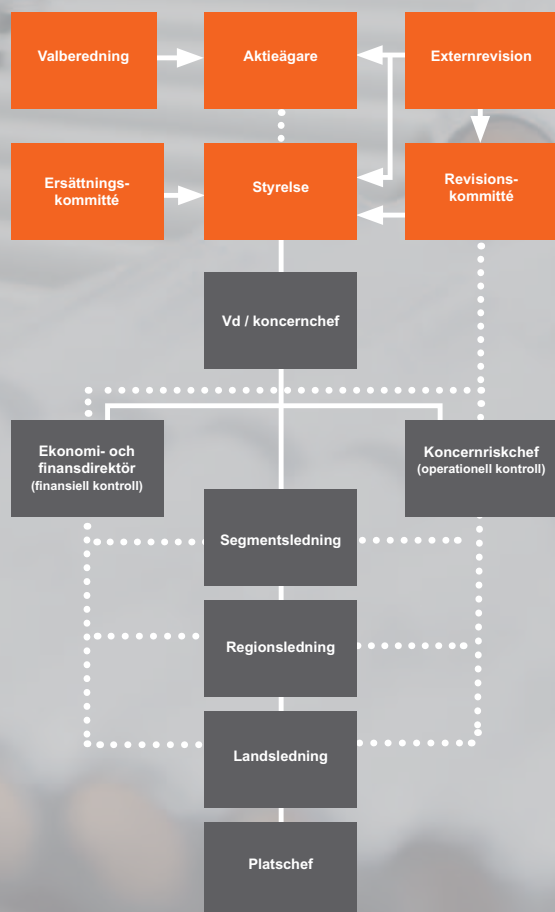 Valberedning
Aktieägare
Externrevision
Ersättnings-
kommitté
Styrelse
Revisions-
kommitté
Vd / koncernchef
Ekonomi- och
finansdirektör
(finansiell kontroll)
Koncernriskchef
(operationell kontroll)
Segmentsledning
Regionsledning
Landsledning
Platschef